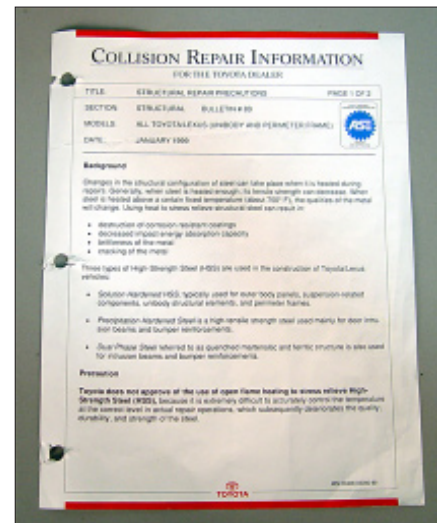 COLLISION REPAIR INFORMATION
FOR THE TOYOTA DEALER
TITLE: STRUCTURAL REPAIR PRECAUTIONS PAGE 1 OF 2
SECTION: STRUCTURAL BULLETIN #
MODELS: ALL TOYOTA/LEXUS (UNIBODY AND PERIMETER FRAME)
DATE: JANUARY
ASE
Background
Changes in the structural configuration of steel can take place when it is heated during
repairs. Generally, when steel is heated enough, its tensile strength can decrease. When
steel is heated above a certain fixed temperature (about 700° F), the qualities of the metal
will change. Using heat to stress relieve structural steel can result in:
• destruction of corrosion resistant coatings
• decreased impact energy absorption capacity
• brittleness of the metal
• cracking of the metal
Three types of High-Strength Steel (HSS) are used in the construction of Toyota/Lexus
vehicles:
• Solution Hardened HSS, typically used for outer body panels, suspension-related
components, unibody structural elements, and perimeter frames.
• Precipitation Hardened Steel is a high-tensile strength steel used mainly for door intru-
sion beams and bumper reinforcements.
• Dual Phase Steel referred to as quenched martensitic and ferritic structure is also used
for intrusion beams and bumper reinforcements.
Precaution
Toyota does not approve of the use of open flame heating to stress relieve High-
Strength Steel (HSS), because it is extremely difficult to accurately control the temperature
at the correct level in actual repair operations, which subsequently deteriorates the quality,
durability, and strength of the steel.
TOYOTA